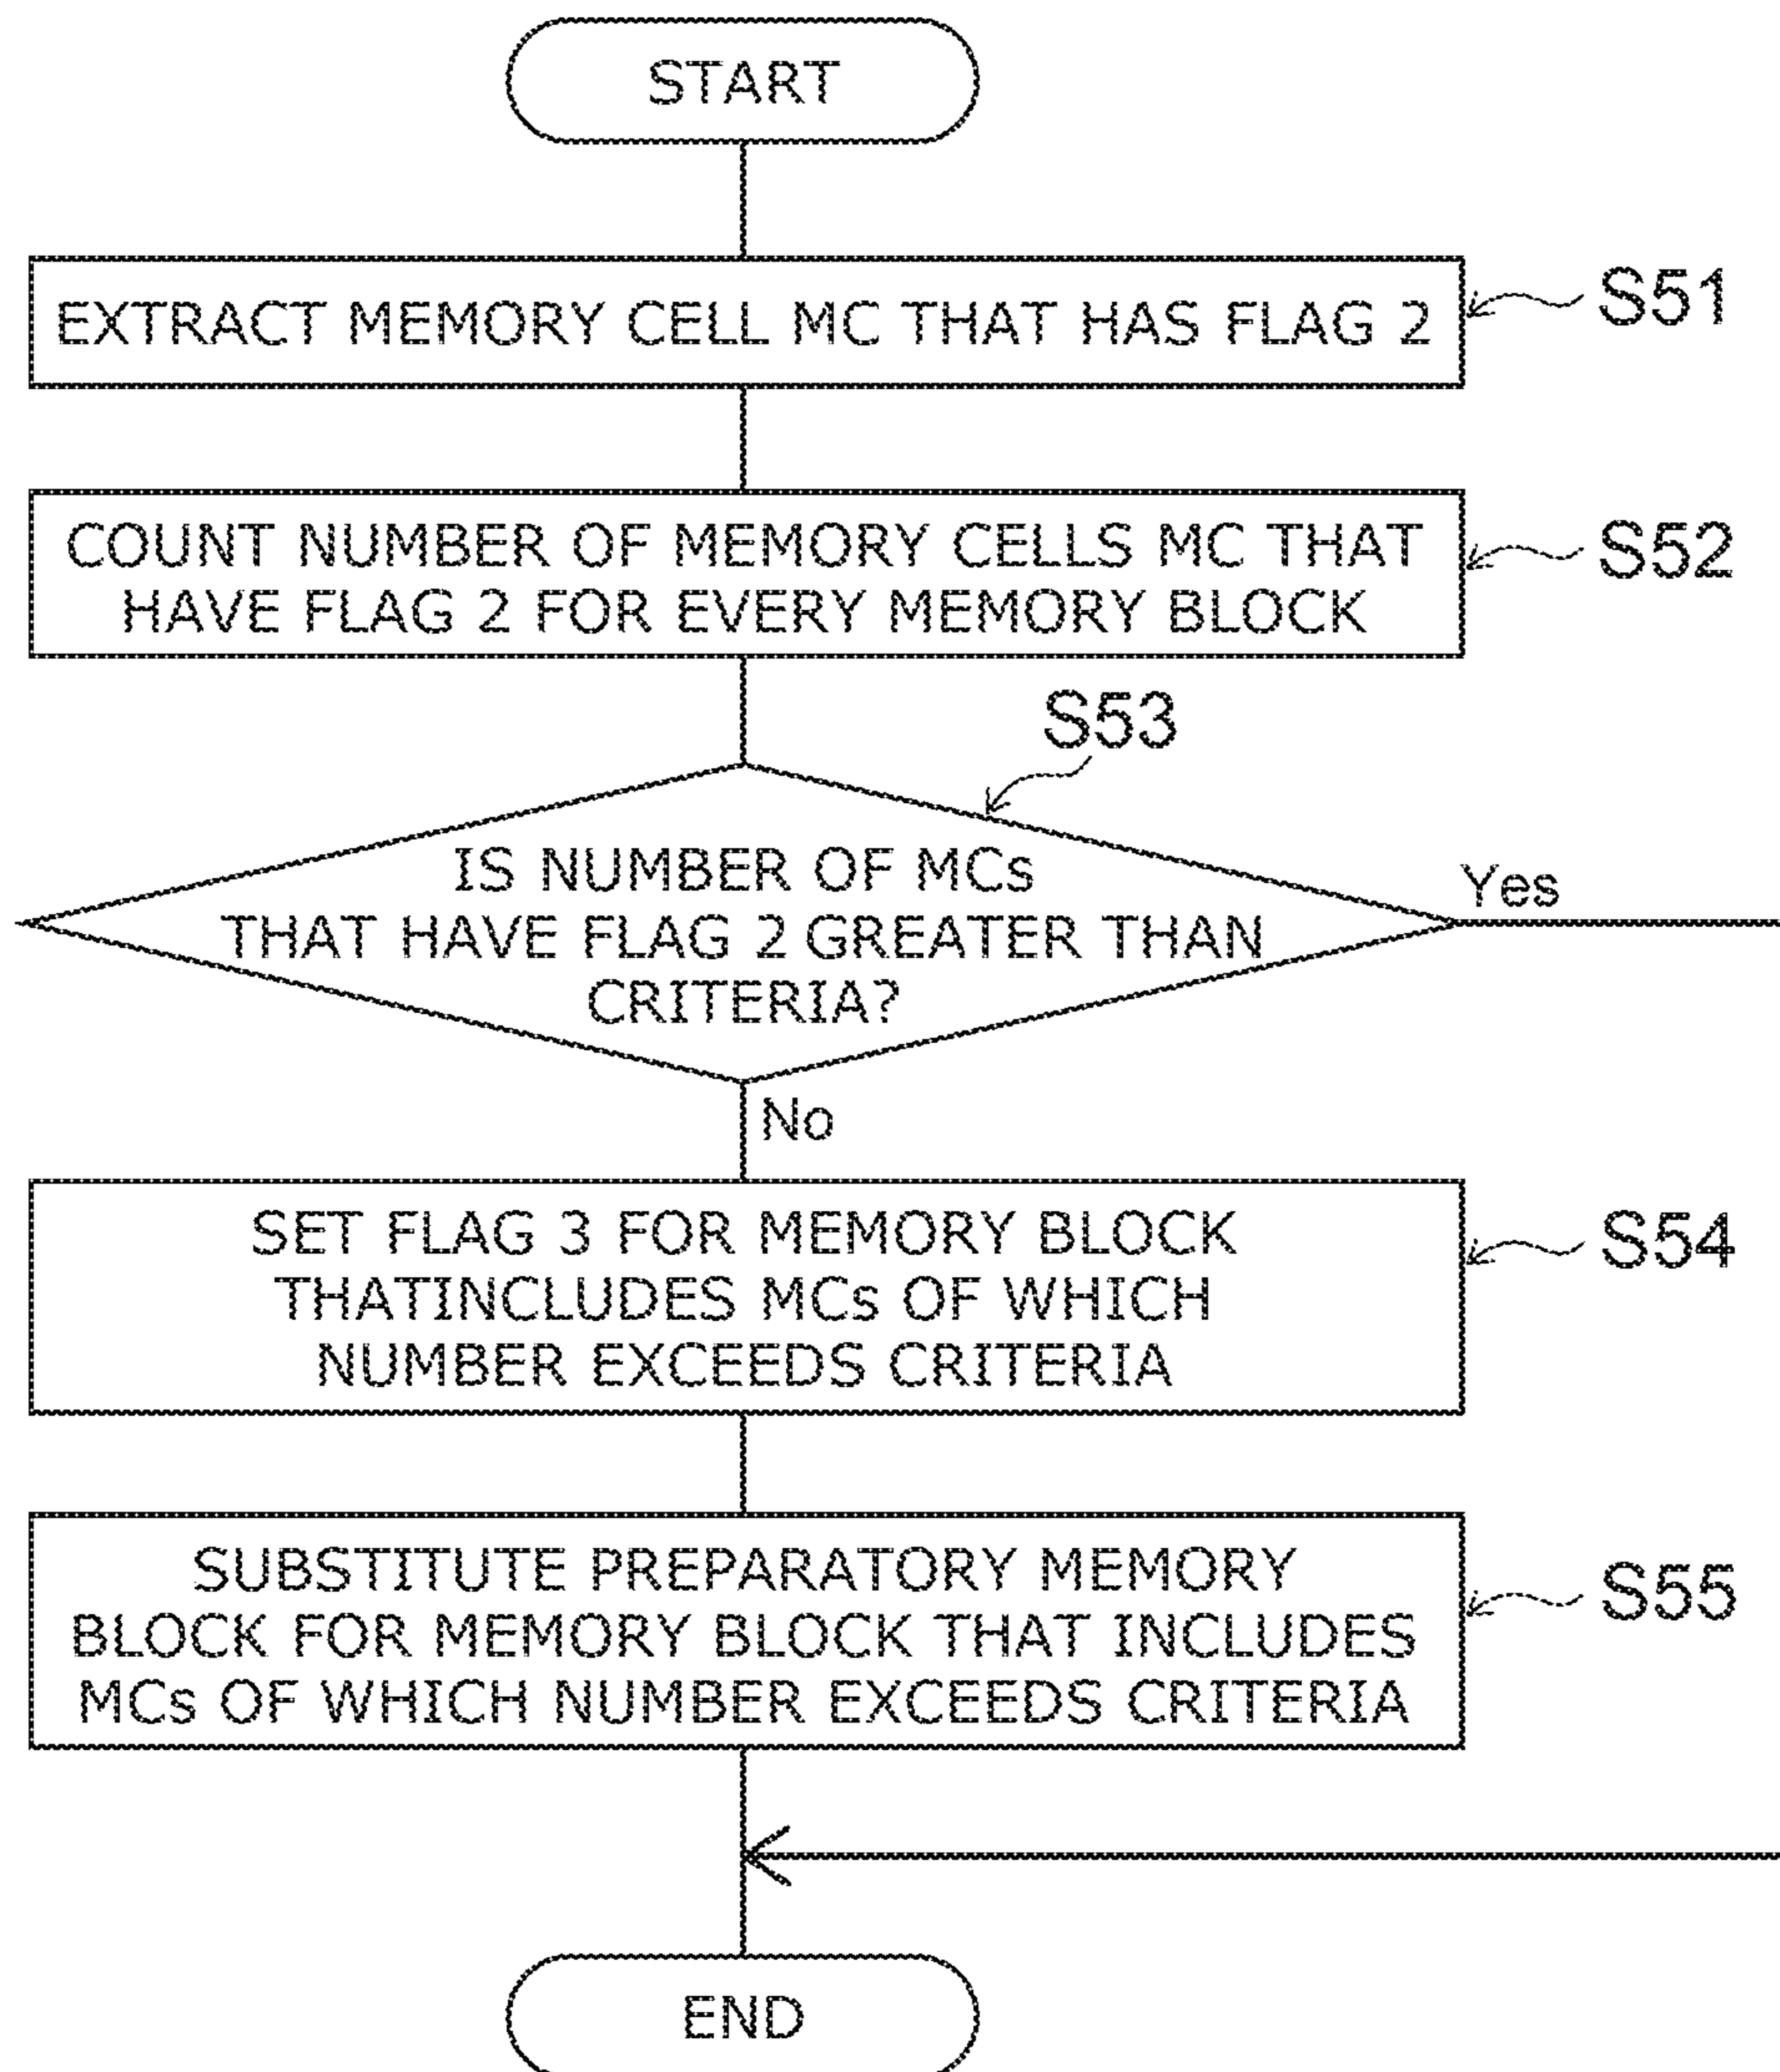 START
EXTRACT MEMORY CELL MC THAT HAS FLAG 2
S51
COUNT NUMBER OF MEMORY CELLS MC THAT
HAVE FLAG 2 FOR EVERY MEMORY BLOCK
S52
S53
IS NUMBER OF MCs
THAT HAVE FLAG 2 GREATER THAN
CRITERIA?
Yes
No
SET FLAG 3 FOR MEMORY BLOCK
THATINCLUDES MCs OF WHICH
NUMBER EXCEEDS CRITERIA
S54
SUBSTITUTE PREPARATORY MEMORY
BLOCK FOR MEMORY BLOCK THAT INCLUDES
MCs OF WHICH NUMBER EXCEEDS CRITERIA
S55
END